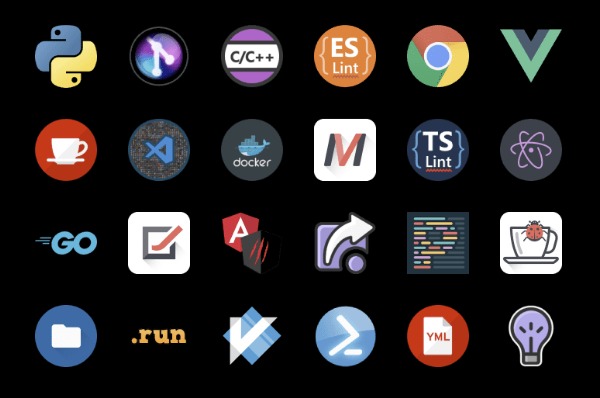 C/C++
{ES}
Lint
docker
M
{TS}
Lint
GO
A
.run
YML